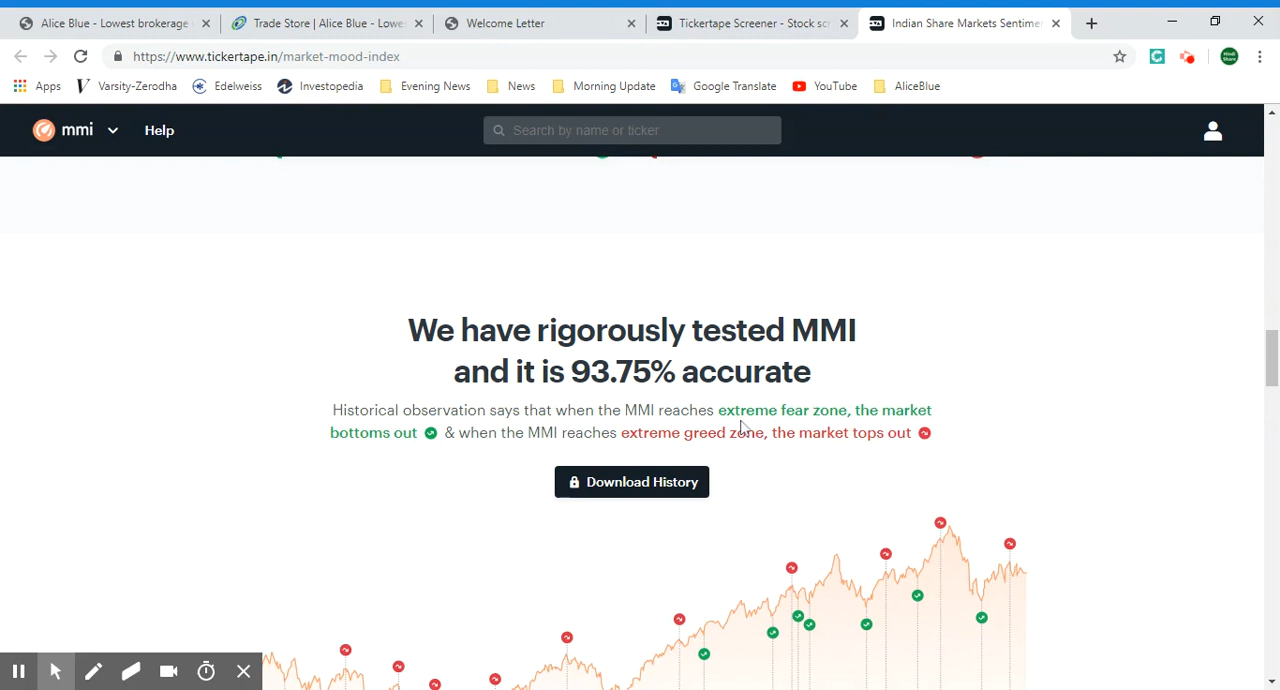 Alice Blue - Lowest brokerage
Trade Store | Alice Blue - Lowes
Welcome Letter
Tickertape Screener - Stock scr
Indian Share Markets Sentime
https://www.tickertape.in/market-mood-index
Apps
Varsity-Zerodha
Edelweiss
Investopedia
Evening News
News
Morning Update
Google Translate
YouTube
AliceBlue
mmi
Help
Search by name or ticker
We have rigorously tested MMI
and it is 93.75% accurate
Historical observation says that when the MMI reaches extreme fear zone, the market
bottoms out & when the MMI reaches extreme greed zone, the market tops out
Download History